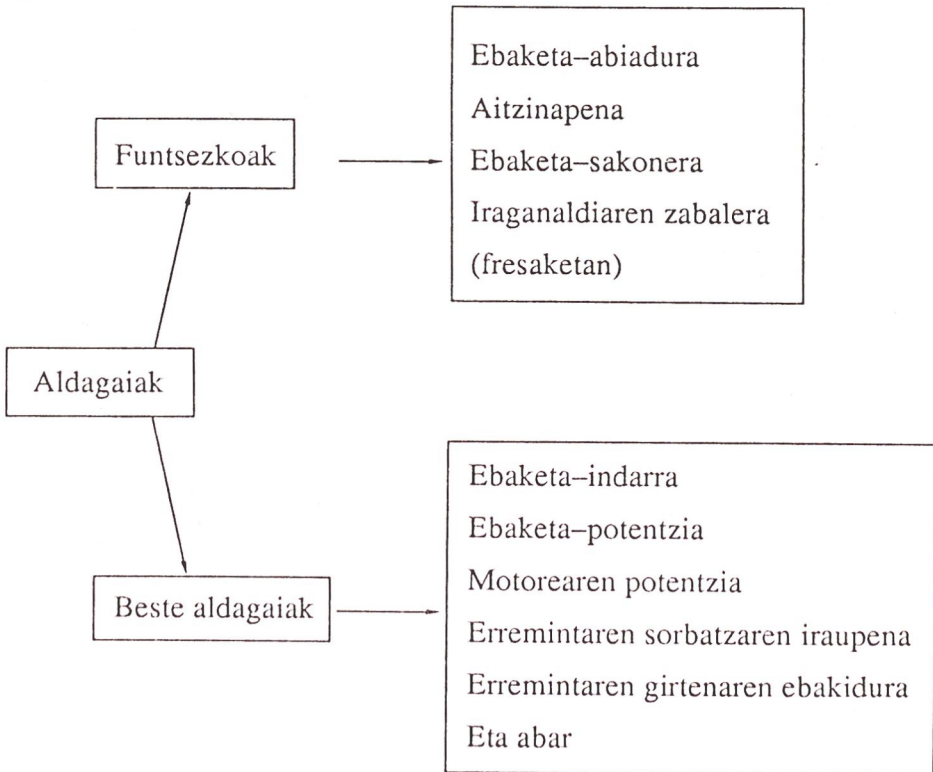 Ebaketa–abiadura
Aitzinapena
Ebaketa–sakonera
Iraganaldiaren zabalera
(fresaketan)
Funtsezkoak
Aldagaiak
Ebaketa–indarra
Ebaketa–potentzia
Motorearen potentzia
Erremintaren sorbatzaren iraupena
Erremintaren girtenaren ebakidura
Eta abar
Beste aldagaiak